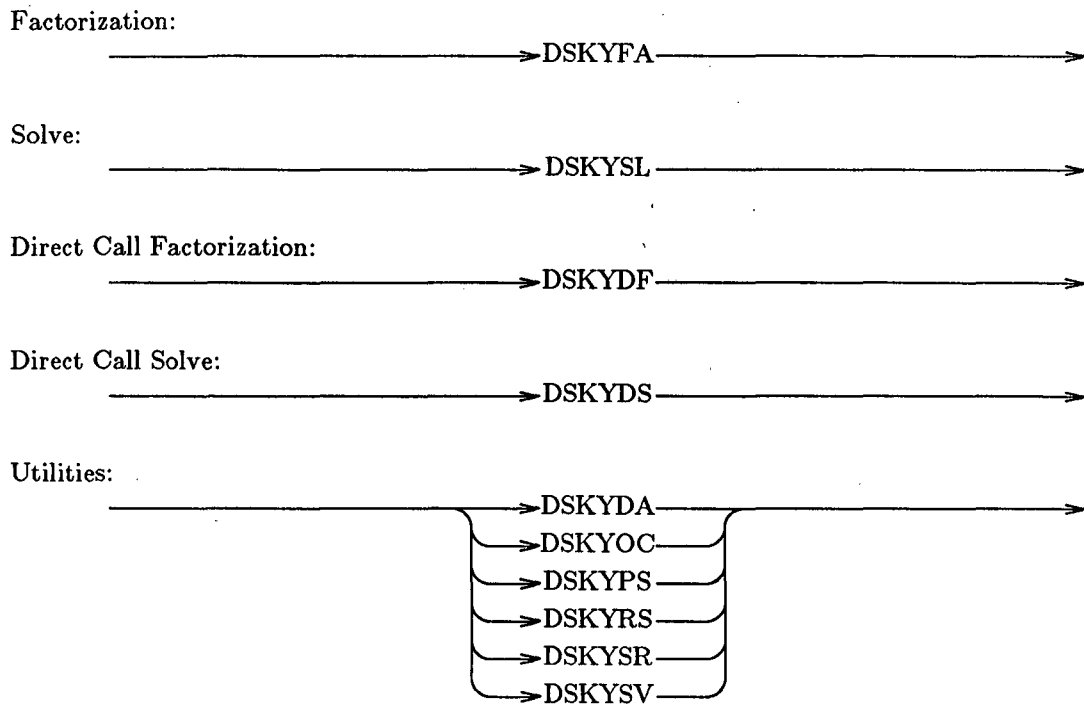 Factorization:
DSKYFA
Solve:
DSKYSL
Direct Call Factorization:
DSKYDF
Direct Call Solve:
DSKYDS
Utilities:
DSKYDA
DSKYOC
DSKYPS
DSKYRS
DSKYSR
DSKYSV